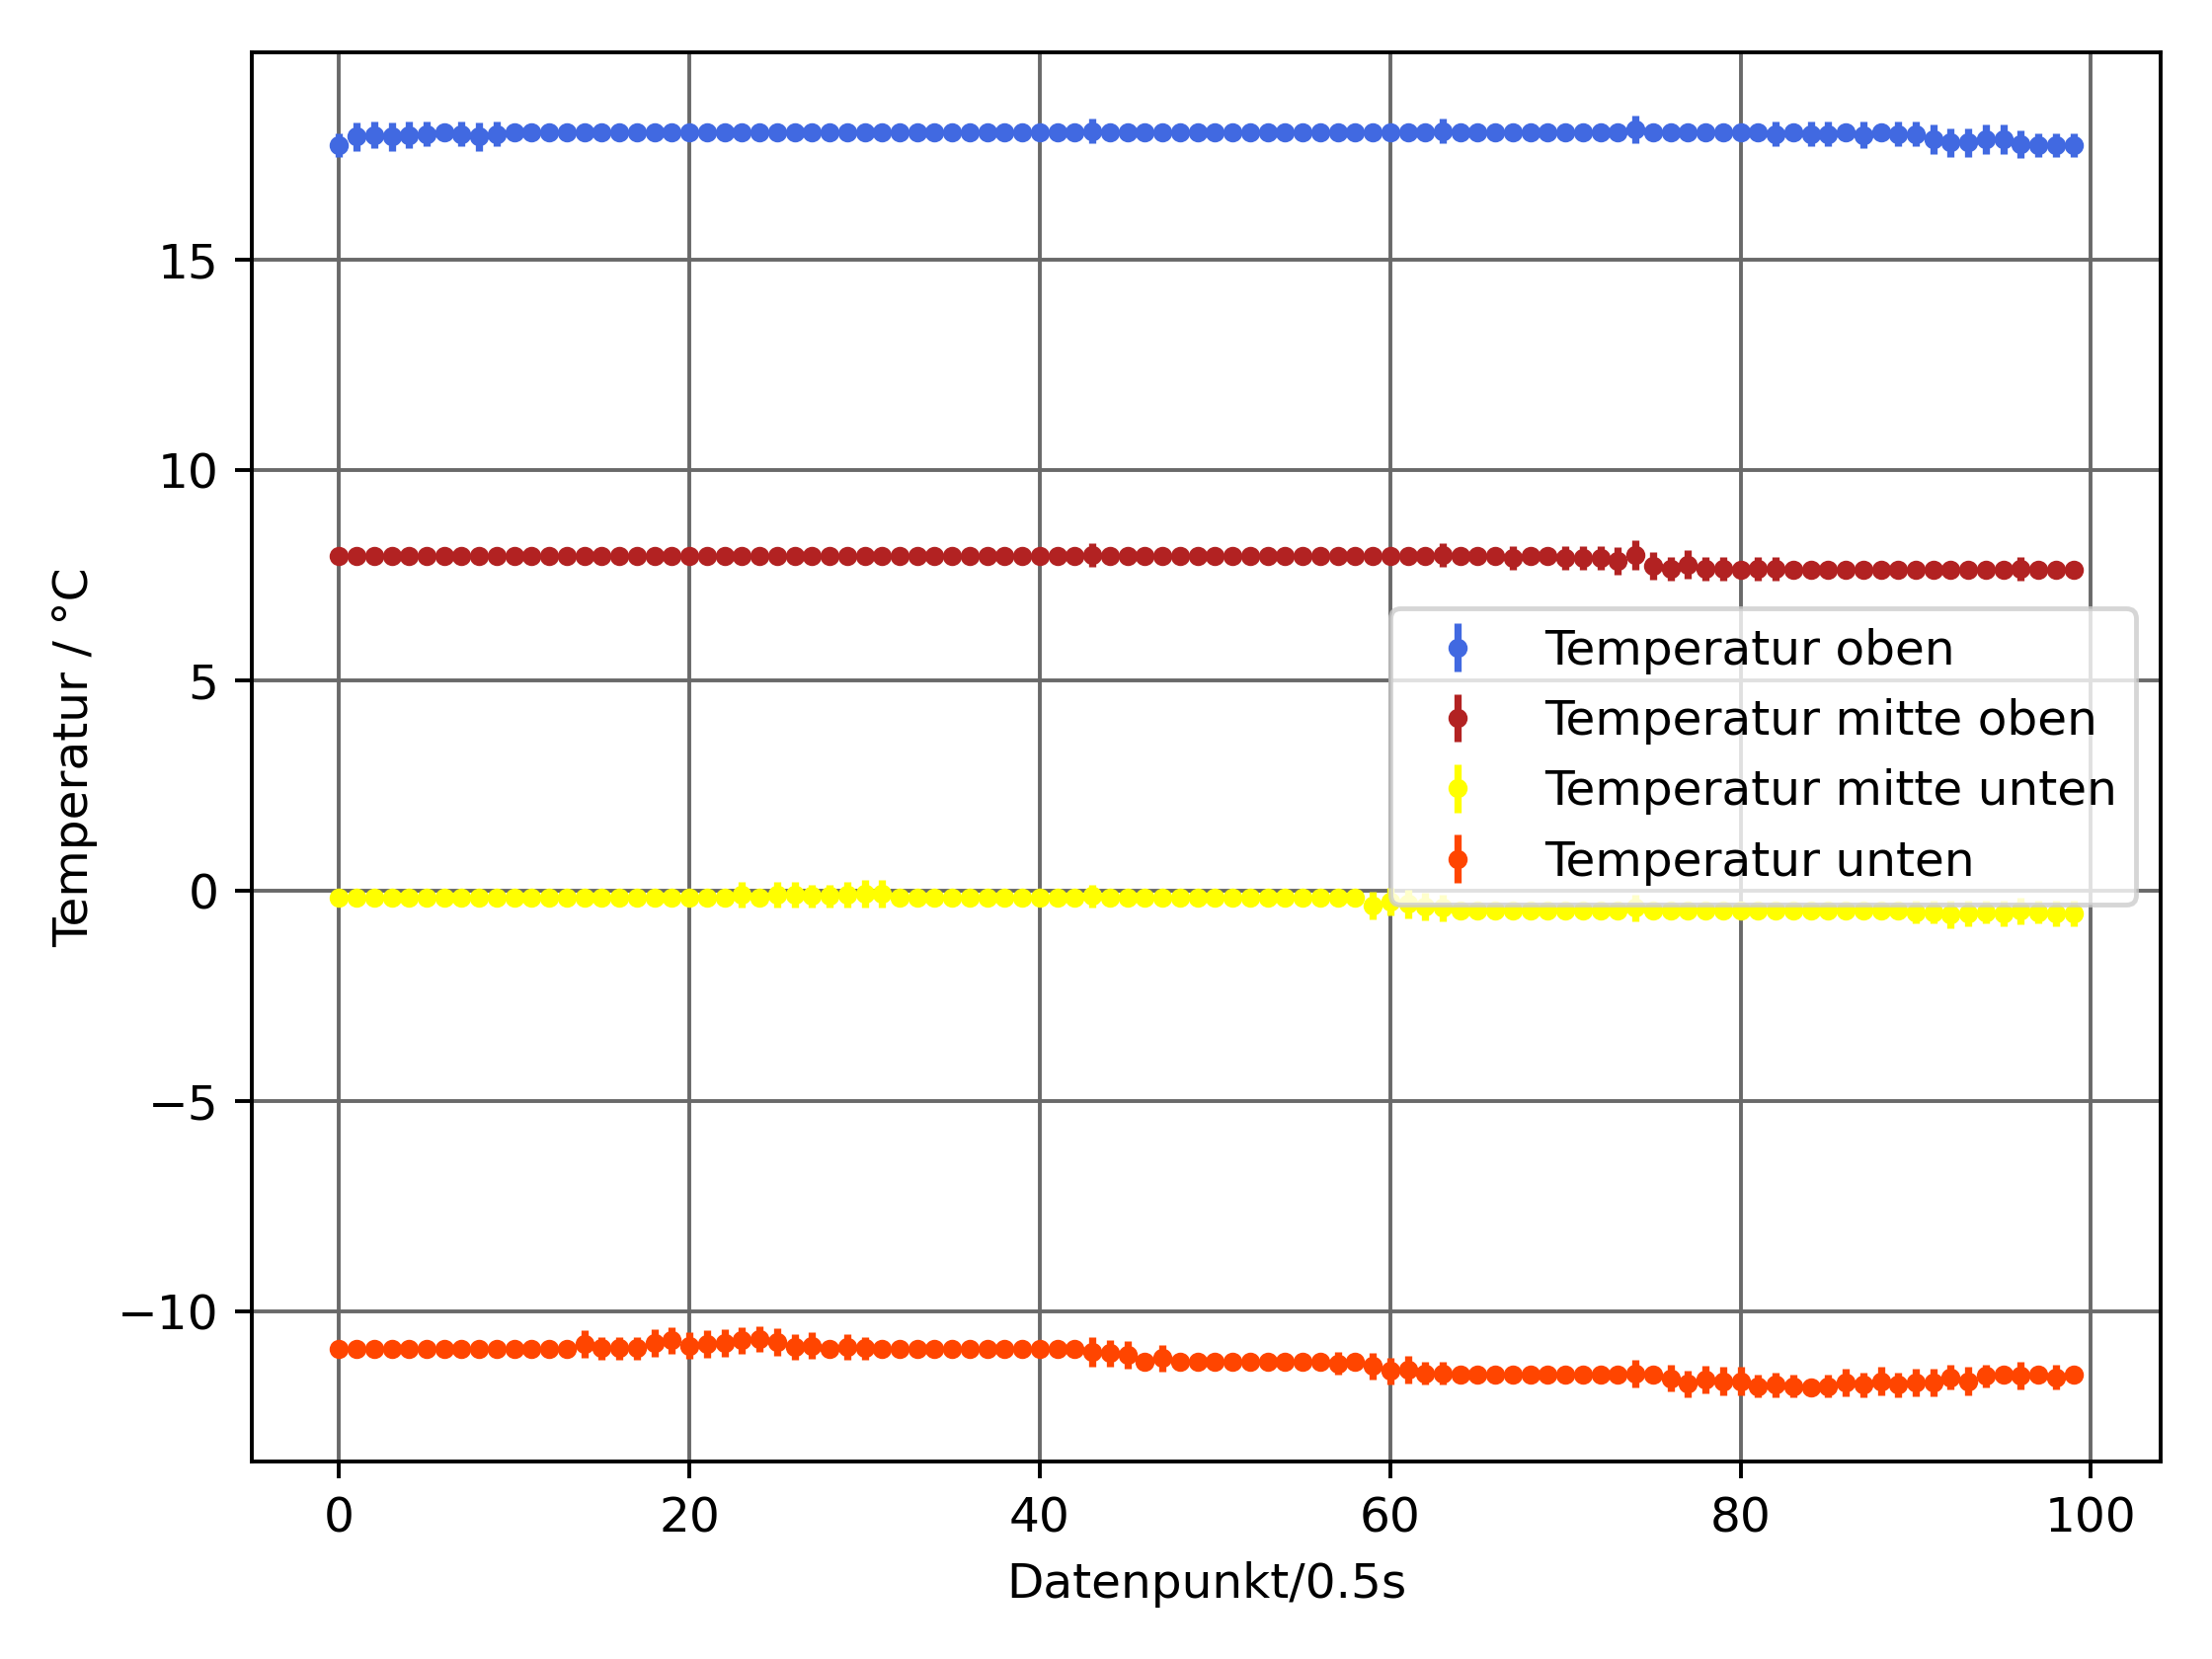 15
10
5
0
−5
−10
Temperatur / °C
Temperatur oben
Temperatur mitte oben
Temperatur mitte unten
Temperatur unten
0 20 40 60 80 100
Datenpunkt/0.5s